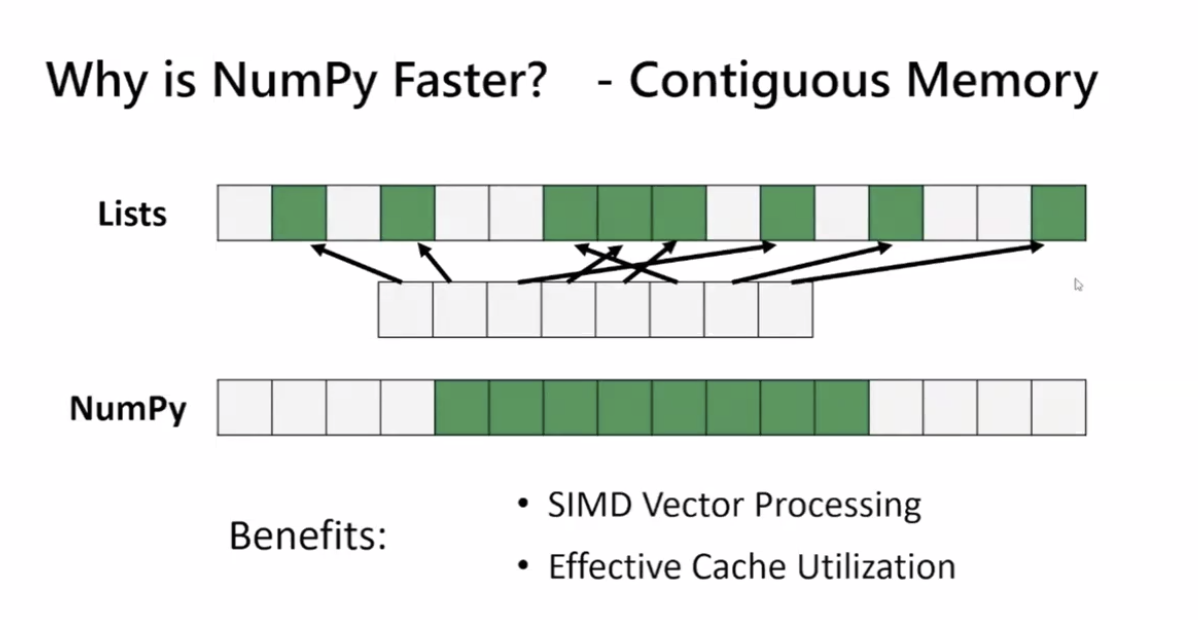 Why is NumPy Faster? - Contiguous Memory
Lists
NumPy
Benefits:
• SIMD Vector Processing
• Effective Cache Utilization